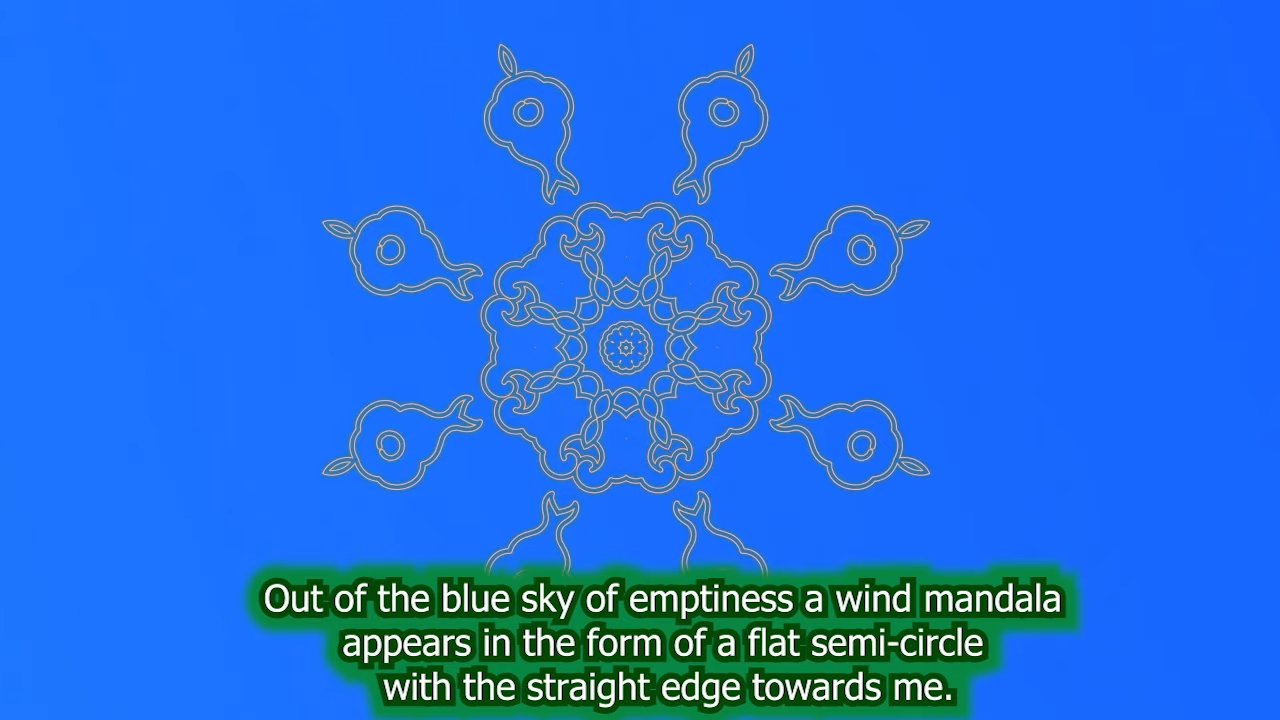 Out of the blue sky of emptiness a wind mandala
appears in the form of a flat semi-circle
with the straight edge towards me.